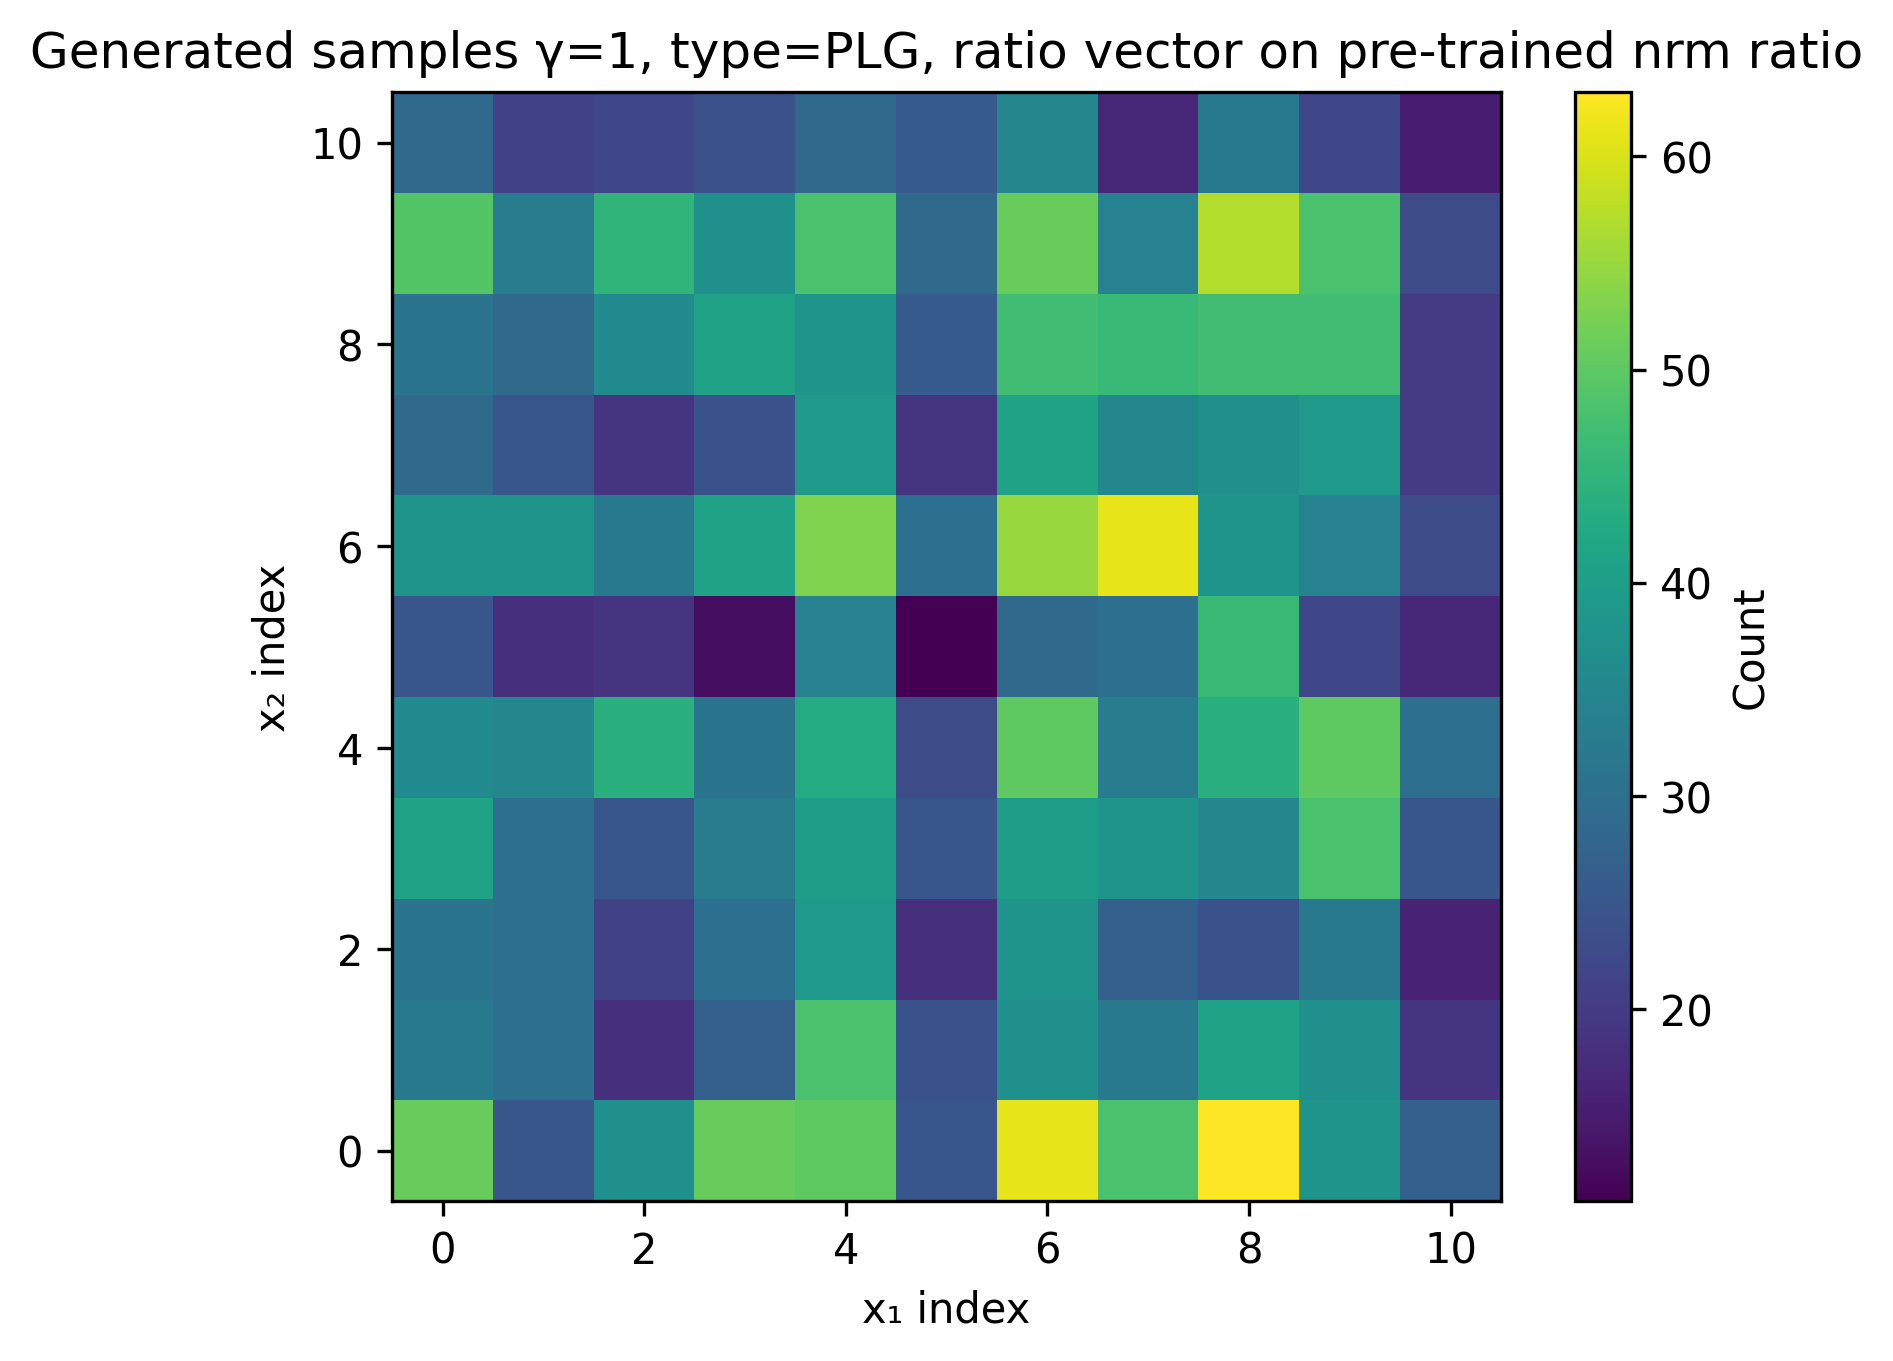 Generated samples γ=1, type=PLG, ratio vector on pre-trained nrm ratio
10
8
6
4
2
0
x₂ index
0 2 4 6 8 10
x₁ index
60
50
40
30
20
Count